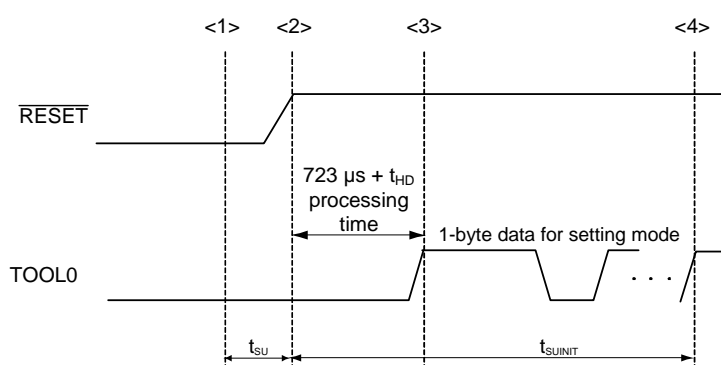 <1> <2> <3> <4>
RESET
723 µs + tHD
processing
time
1-byte data for setting mode
TOOL0
. . .
tSU
tSUINIT